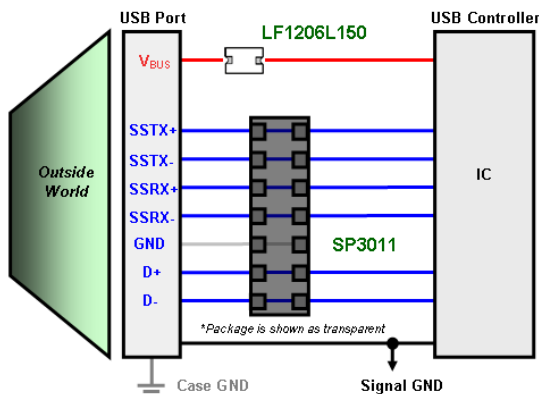 USB Port
USB Controller
LF1206L150
VBUS
SSTX+
SSTX-
SSRX+
SSRX-
GND
D+
D-
Outside
World
IC
SP3011
*Package is shown as transparent
Case GND
Signal GND